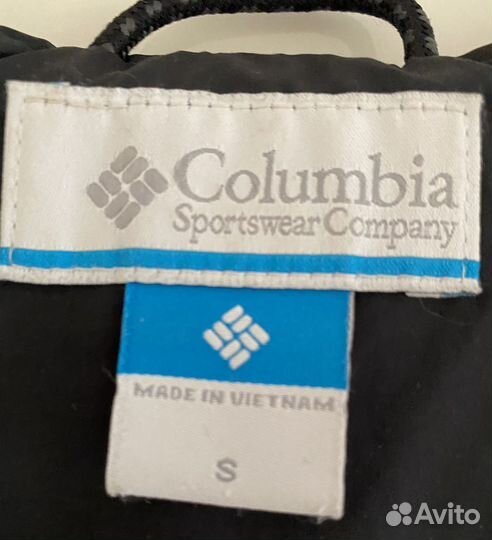 Columbia
Sportswear Company
MADE IN VIETNAM
S
Avito